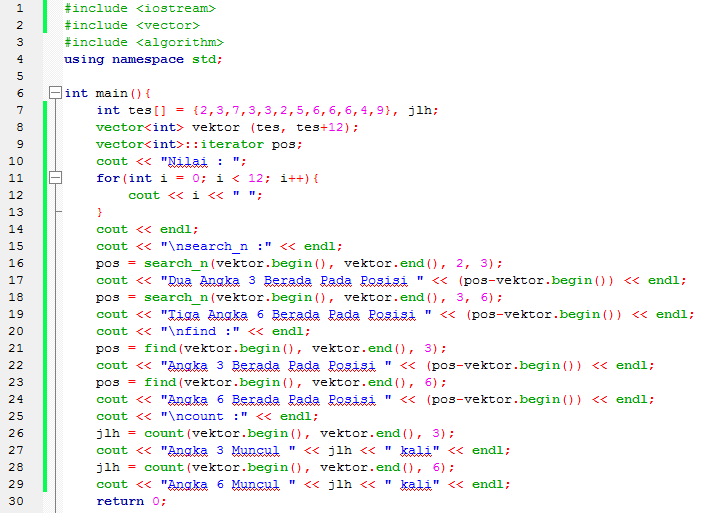 1 #include <iostream>
2 #include <vector>
3 #include <algorithm>
4 using namespace std;
5
6 int main(){
7 int tes[] = {2,3,7,3,3,2,5,6,6,6,4,9}, jlh;
8 vector<int> vektor (tes, tes+12);
9 vector<int>::iterator pos;
10 cout << "Nilai : ";
11 for(int i = 0; i < 12; i++){
12 cout << i << " ";
13 }
14 cout << endl;
15 cout << "\nsearch_n :" << endl;
16 pos = search_n(vektor.begin(), vektor.end(), 2, 3);
17 cout << "Dua Angka 3 Berada Pada Posisi " << (pos-vektor.begin()) << endl;
18 pos = search_n(vektor.begin(), vektor.end(), 3, 6);
19 cout << "Tiga Angka 6 Berada Pada Posisi " << (pos-vektor.begin()) << endl;
20 cout << "\nfind :" << endl;
21 pos = find(vektor.begin(), vektor.end(), 3);
22 cout << "Angka 3 Berada Pada Posisi " << (pos-vektor.begin()) << endl;
23 pos = find(vektor.begin(), vektor.end(), 6);
24 cout << "Angka 6 Berada Pada Posisi " << (pos-vektor.begin()) << endl;
25 cout << "\ncount :" << endl;
26 jlh = count(vektor.begin(), vektor.end(), 3);
27 cout << "Angka 3 Muncul " << jlh << " kali" << endl;
28 jlh = count(vektor.begin(), vektor.end(), 6);
29 cout << "Angka 6 Muncul " << jlh << " kali" << endl;
30 return 0;